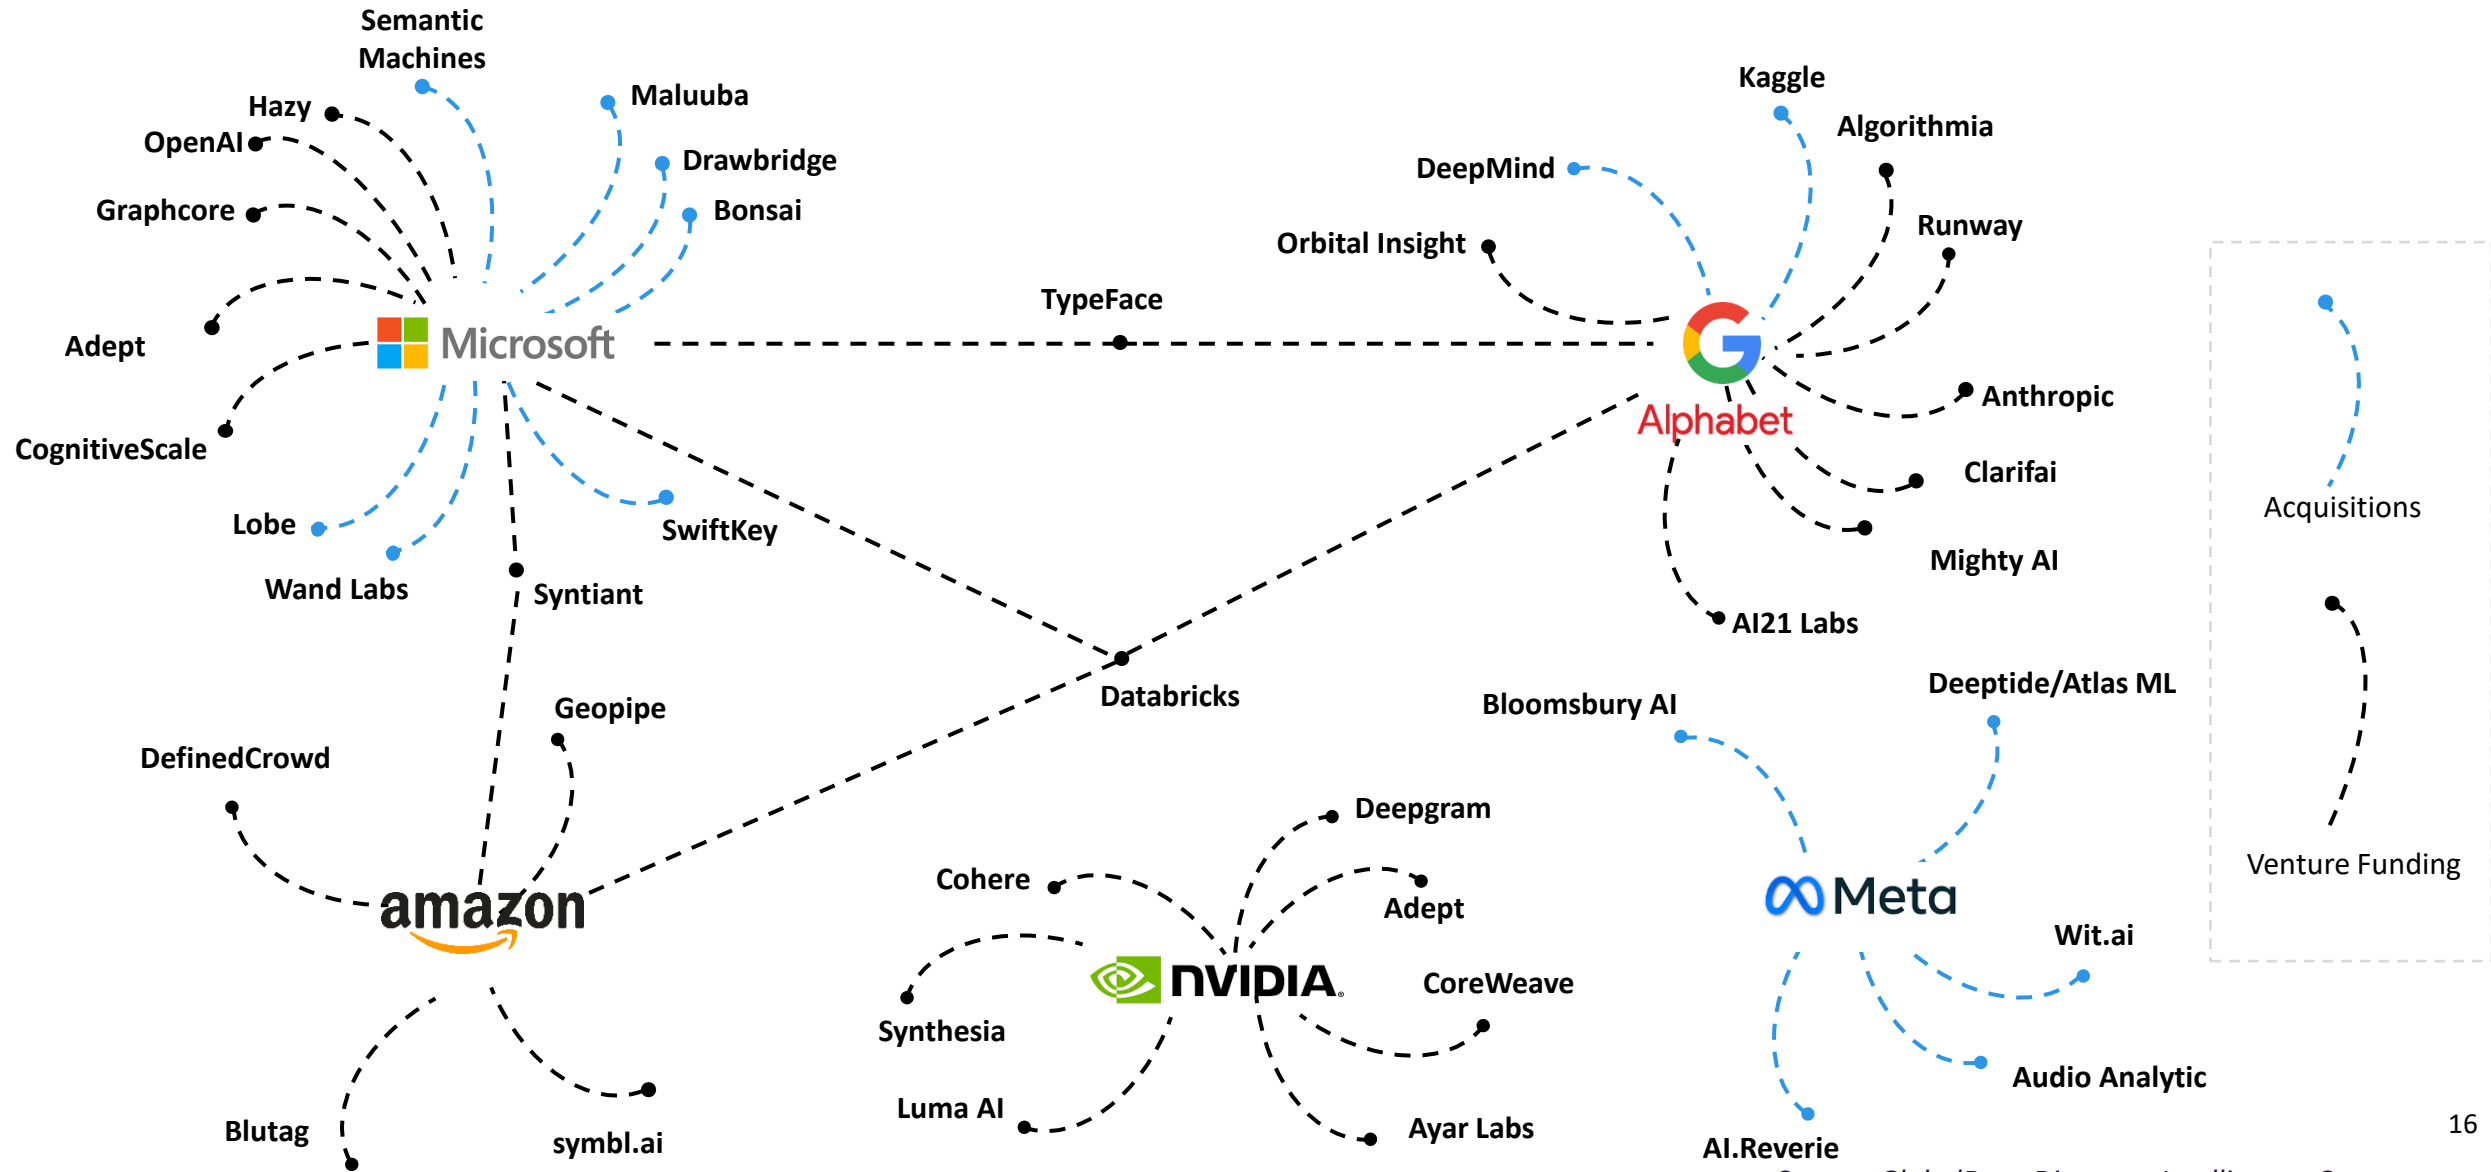 Semantic
Machines
Hazy
Maluuba
OpenAI
Drawbridge
Graphcore
Bonsai
Adept
Microsoft
CognitiveScale
Lobe
Wand Labs
SwiftKey
Syntiant
TypeFace
Databricks
Kaggle
Algorithmia
DeepMind
Runway
Orbital Insight
Alphabet
Anthropic
Clarifai
Mighty AI
AI21 Labs
Acquisitions
Venture Funding
Geopipe
DefinedCrowd
amazon
Blutag
symbl.ai
Deepgram
Cohere
Adept
NVIDIA.
CoreWeave
Synthesia
Luma AI
Ayar Labs
Bloomsbury AI
Deeptide/Atlas ML
Meta
Wit.ai
Audio Analytic
AI.Reverie
16